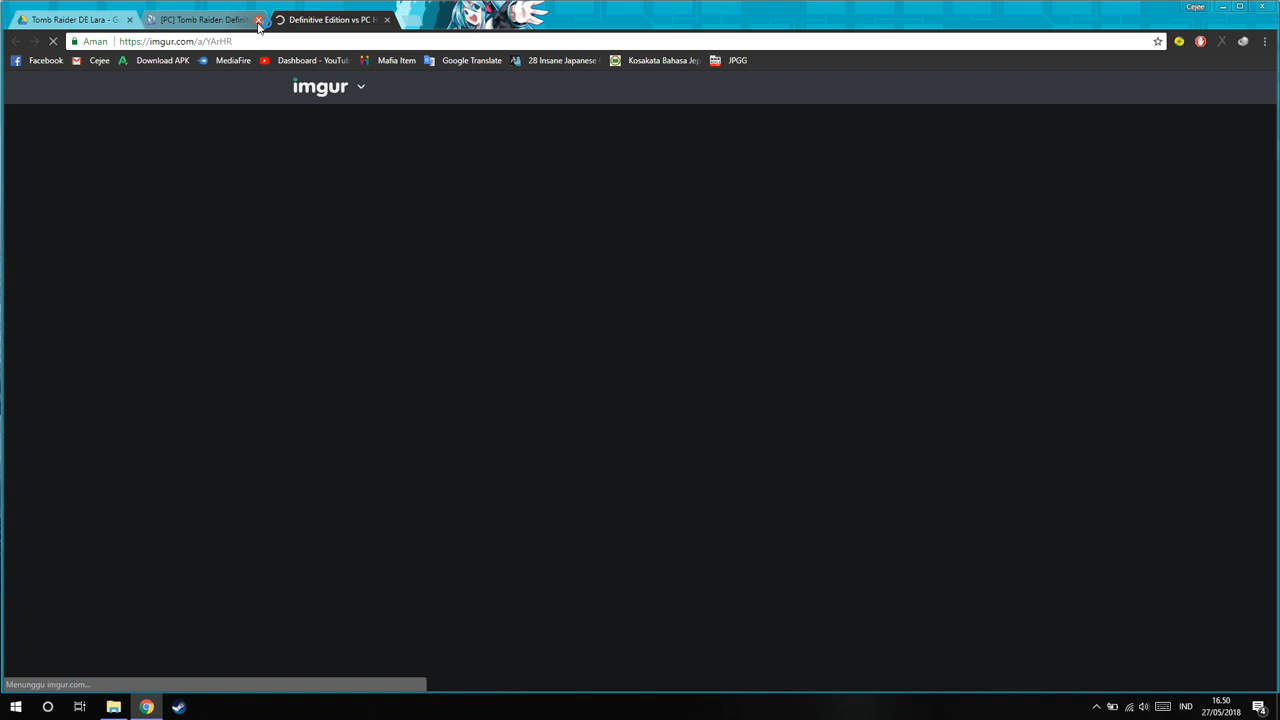 Tomb Raider DE Lara - G
[PC] Tomb Raider: Defini
Definitive Edition vs PC H
Cejee
Aman
https://imgur.com/a/YArHR
Facebook
Cejee
Download APK
MediaFire
Dashboard - YouTub
Mafia Item
Google Translate
28 Insane Japanese
Kosakata Bahasa Jep
JPGG
imgur
Menunggu imgur.com...
IND
16.50
27/05/2018
4